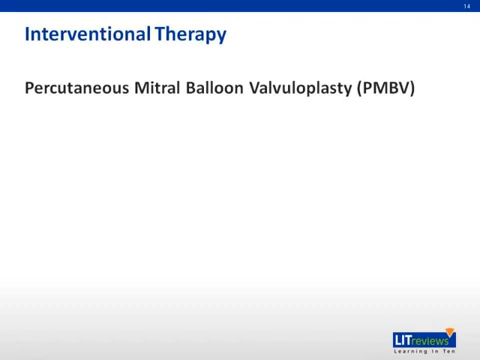 14
Interventional Therapy
Percutaneous Mitral Balloon Valvuloplasty (PMBV)
LITreviews
Learning in Ten